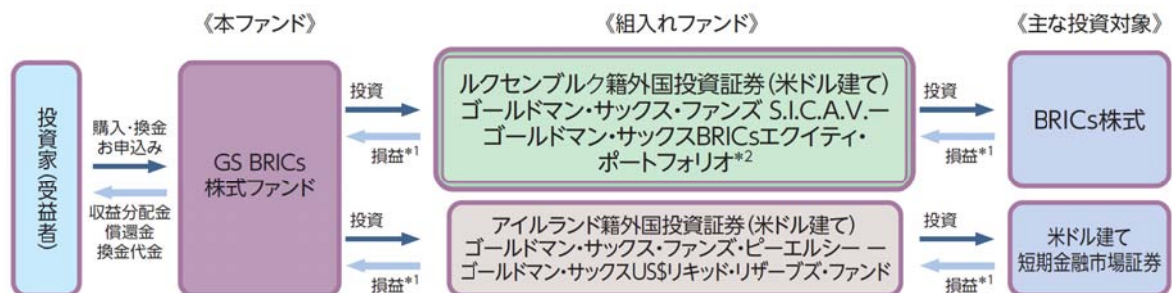 《本ファンド》
《組入れファンド》
《主な投資対象》
投資家(受益者)
購入・換金
お申込み
収益分配金
償還金
換金代金
GS BRICs
株式ファンド
投資
損益*1
ルクセンブルク籍外国投資証券(米ドル建て)
ゴールドマン・サックス・ファンズ S.I.C.A.V.ー
ゴールドマン・サックスBRICsエクイティ・
ポートフォリオ*2
投資
損益*1
BRICs株式
投資
損益*1
アイルランド籍外国投資証券(米ドル建て)
ゴールドマン・サックス・ファンズ・ピーエルシー ー
ゴールドマン・サックスUS$リキッド・リザーブズ・ファンド
投資
損益*1
米ドル建て
短期金融市場証券